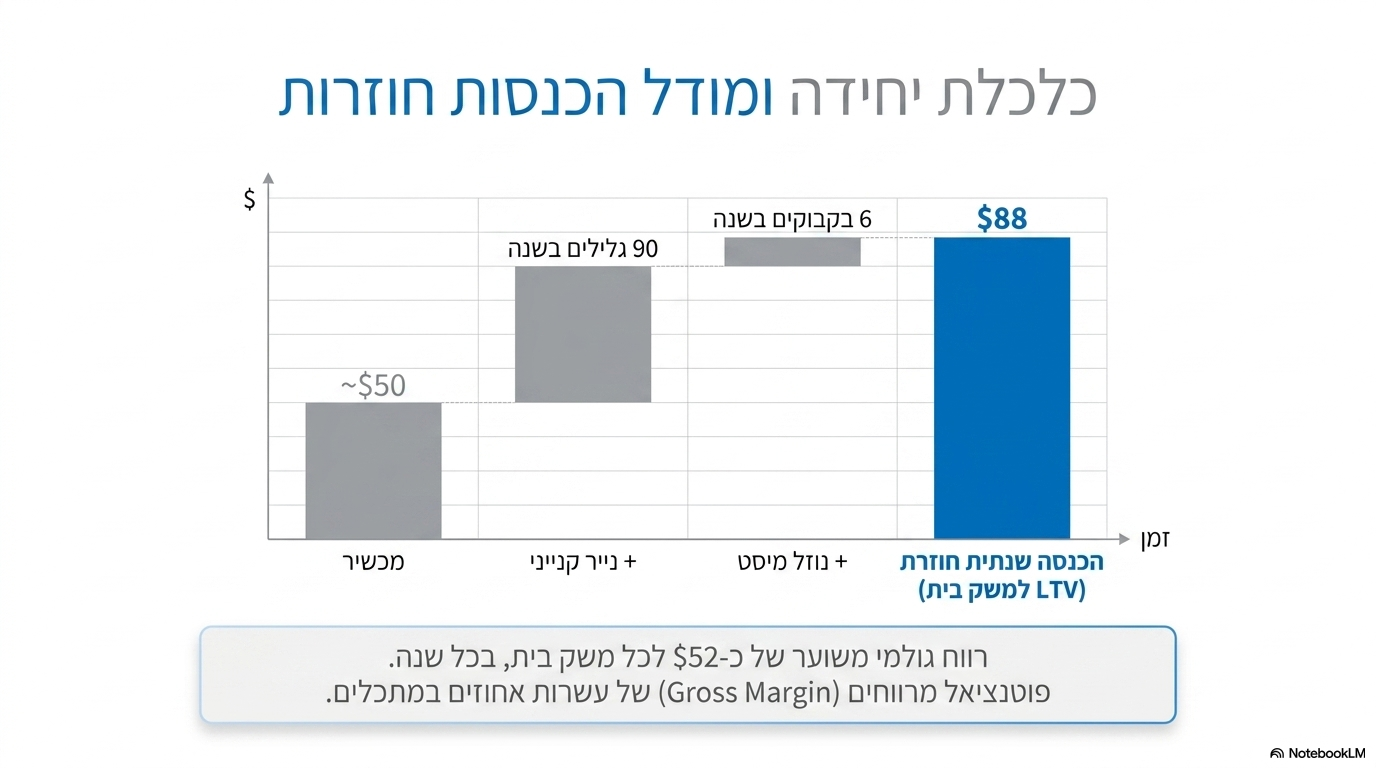 כלכלת יחידה ומודל הכנסות חוזרות
$
~$50
90 גלילים בשנה
6 בקבוקים בשנה
$88
זמן
מכשיר
+ נייר קנייני
+ נוזל מיסט
הכנסה שנתית חוזרת
(LTV למשק בית)
רווח גולמי משוער של כ-$52 לכל משק בית, בכל שנה.
פוטנציאל מרווחים (Gross Margin) של עשרות אחוזים במתכלים.
NotebookLM